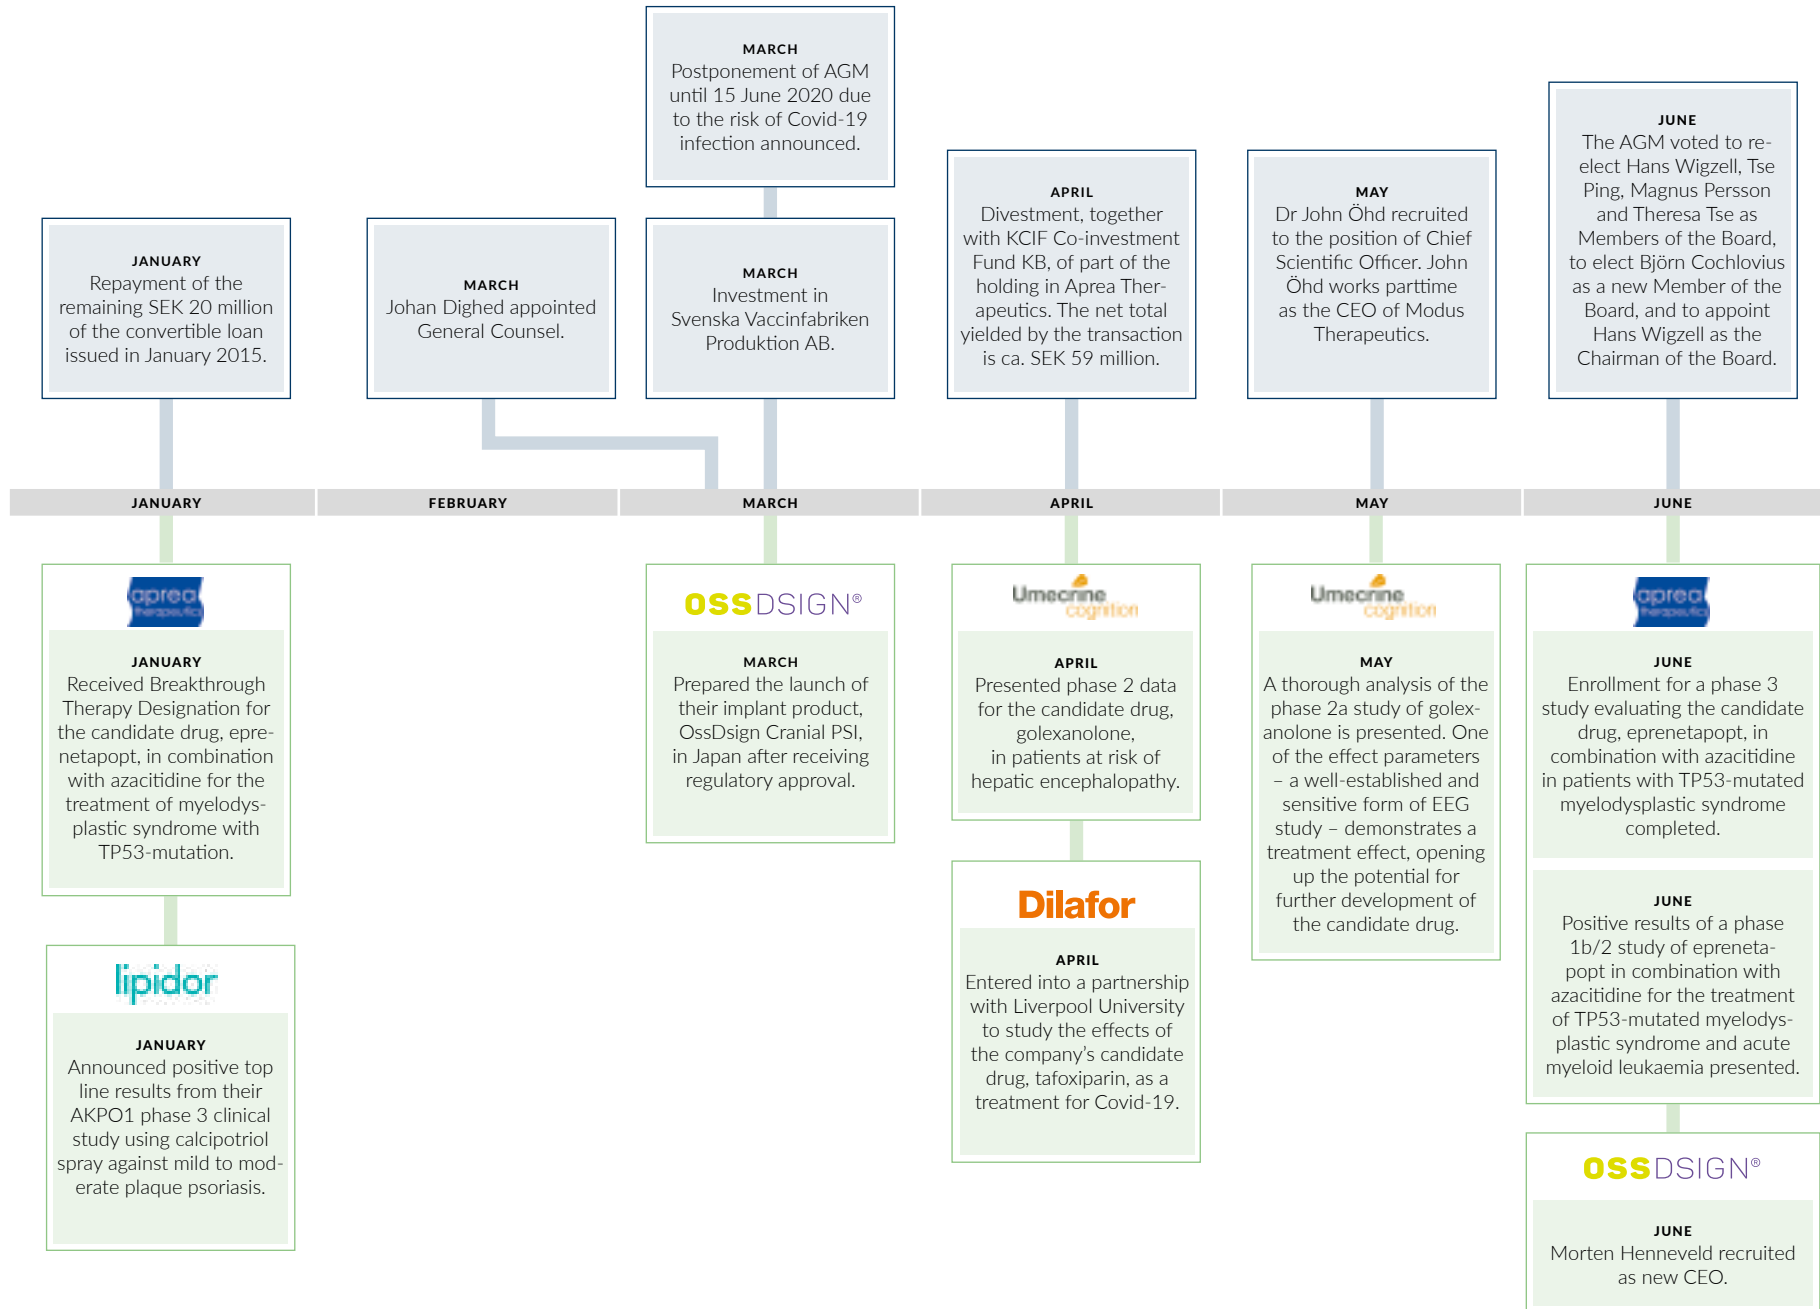 MARCH
Postponement of AGM
until 15 June 2020 due
to the risk of Covid-19
infection announced.
JANUARY
Repayment of the
remaining SEK 20 million
of the convertible loan
issued in January 2015.
MARCH
Johan Dighed appointed
General Counsel.
MARCH
Investment in
Svenska Vaccinfabriken
Produktion AB.
APRIL
Divestment, together
with KCIF Co-investment
Fund KB, of part of the
holding in Aprea Ther-
apeutics. The net total
yielded by the transaction
is ca. SEK 59 million.
MAY
Dr John Öhd recruited
to the position of Chief
Scientific Officer. John
Öhd works parttime
as the CEO of Modus
Therapeutics.
JUNE
The AGM voted to re-
elect Hans Wigzell, Tse
Ping, Magnus Persson
and Theresa Tse as
Members of the Board,
to elect Björn Cochlovius
as a new Member of the
Board, and to appoint
Hans Wigzell as the
Chairman of the Board.
JANUARY
FEBRUARY
MARCH
APRIL
MAY
JUNE
aprea
therapeutics
JANUARY
Received Breakthrough
Therapy Designation for
the candidate drug, epre-
netapopt, in combination
with azacitidine for the
treatment of myelodys-
plastic syndrome with
TP53-mutation.
lipidor
JANUARY
Announced positive top
line results from their
AKPO1 phase 3 clinical
study using calcipotriol
spray against mild to mod-
erate plaque psoriasis.
OSSDSIGN®
MARCH
Prepared the launch of
their implant product,
OssDsign Cranial PSI,
in Japan after receiving
regulatory approval.
Umecrine
cognition
APRIL
Presented phase 2 data
for the candidate drug,
golexanolone,
in patients at risk of
hepatic encephalopathy.
Dilafor
APRIL
Entered into a partnership
with Liverpool University
to study the effects of
the company’s candidate
drug, tafoxiparin, as a
treatment for Covid-19.
Umecrine
cognition
MAY
A thorough analysis of the
phase 2a study of golex-
anolone is presented. One
of the effect parameters
– a well-established and
sensitive form of EEG
study – demonstrates a
treatment effect, opening
up the potential for
further development of
the candidate drug.
aprea
therapeutics
JUNE
Enrollment for a phase 3
study evaluating the candidate
drug, eprenetapopt, in
combination with azacitidine
in patients with TP53-mutated
myelodysplastic syndrome
completed.
JUNE
Positive results of a phase
1b/2 study of epreneta-
popt in combination with
azacitidine for the treatment
of TP53-mutated myelodys-
plastic syndrome and acute
myeloid leukaemia presented.
OSSDSIGN®
JUNE
Morten Henneveld recruited
as new CEO.